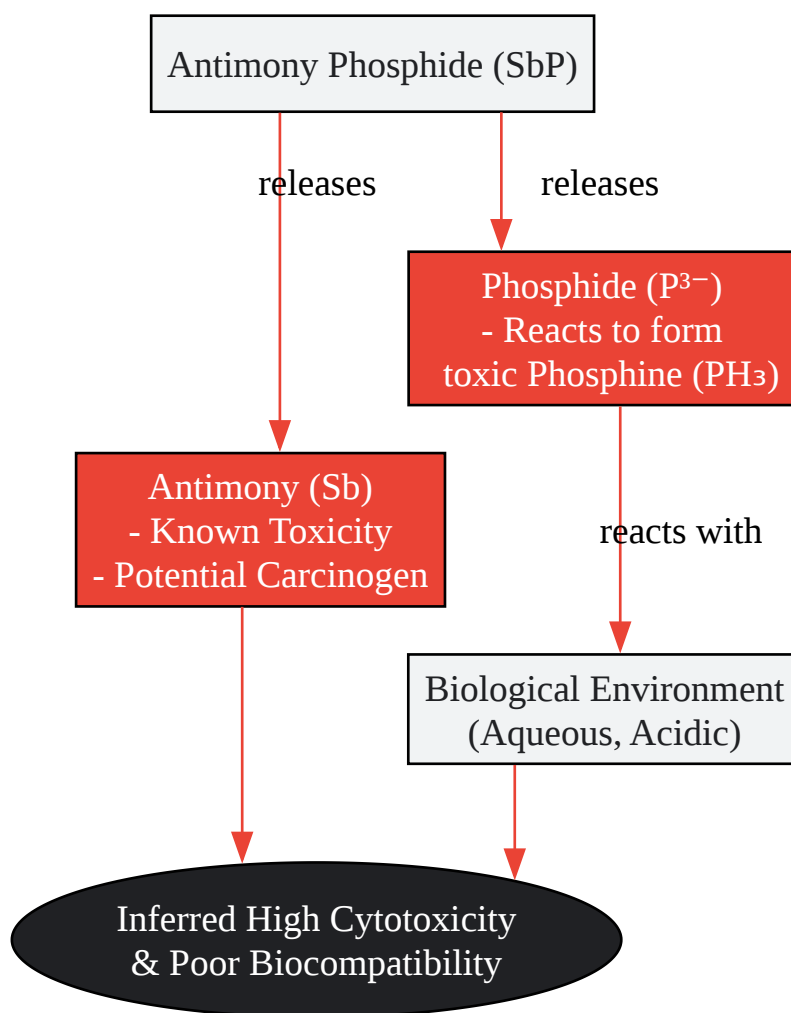 Antimony Phosphide (SbP)
releases
releases
Phosphide (P³⁻)
- Reacts to form
toxic Phosphine (PH₃)
Antimony (Sb)
- Known Toxicity
- Potential Carcinogen
reacts with
Biological Environment
(Aqueous, Acidic)
Inferred High Cytotoxicity
& Poor Biocompatibility